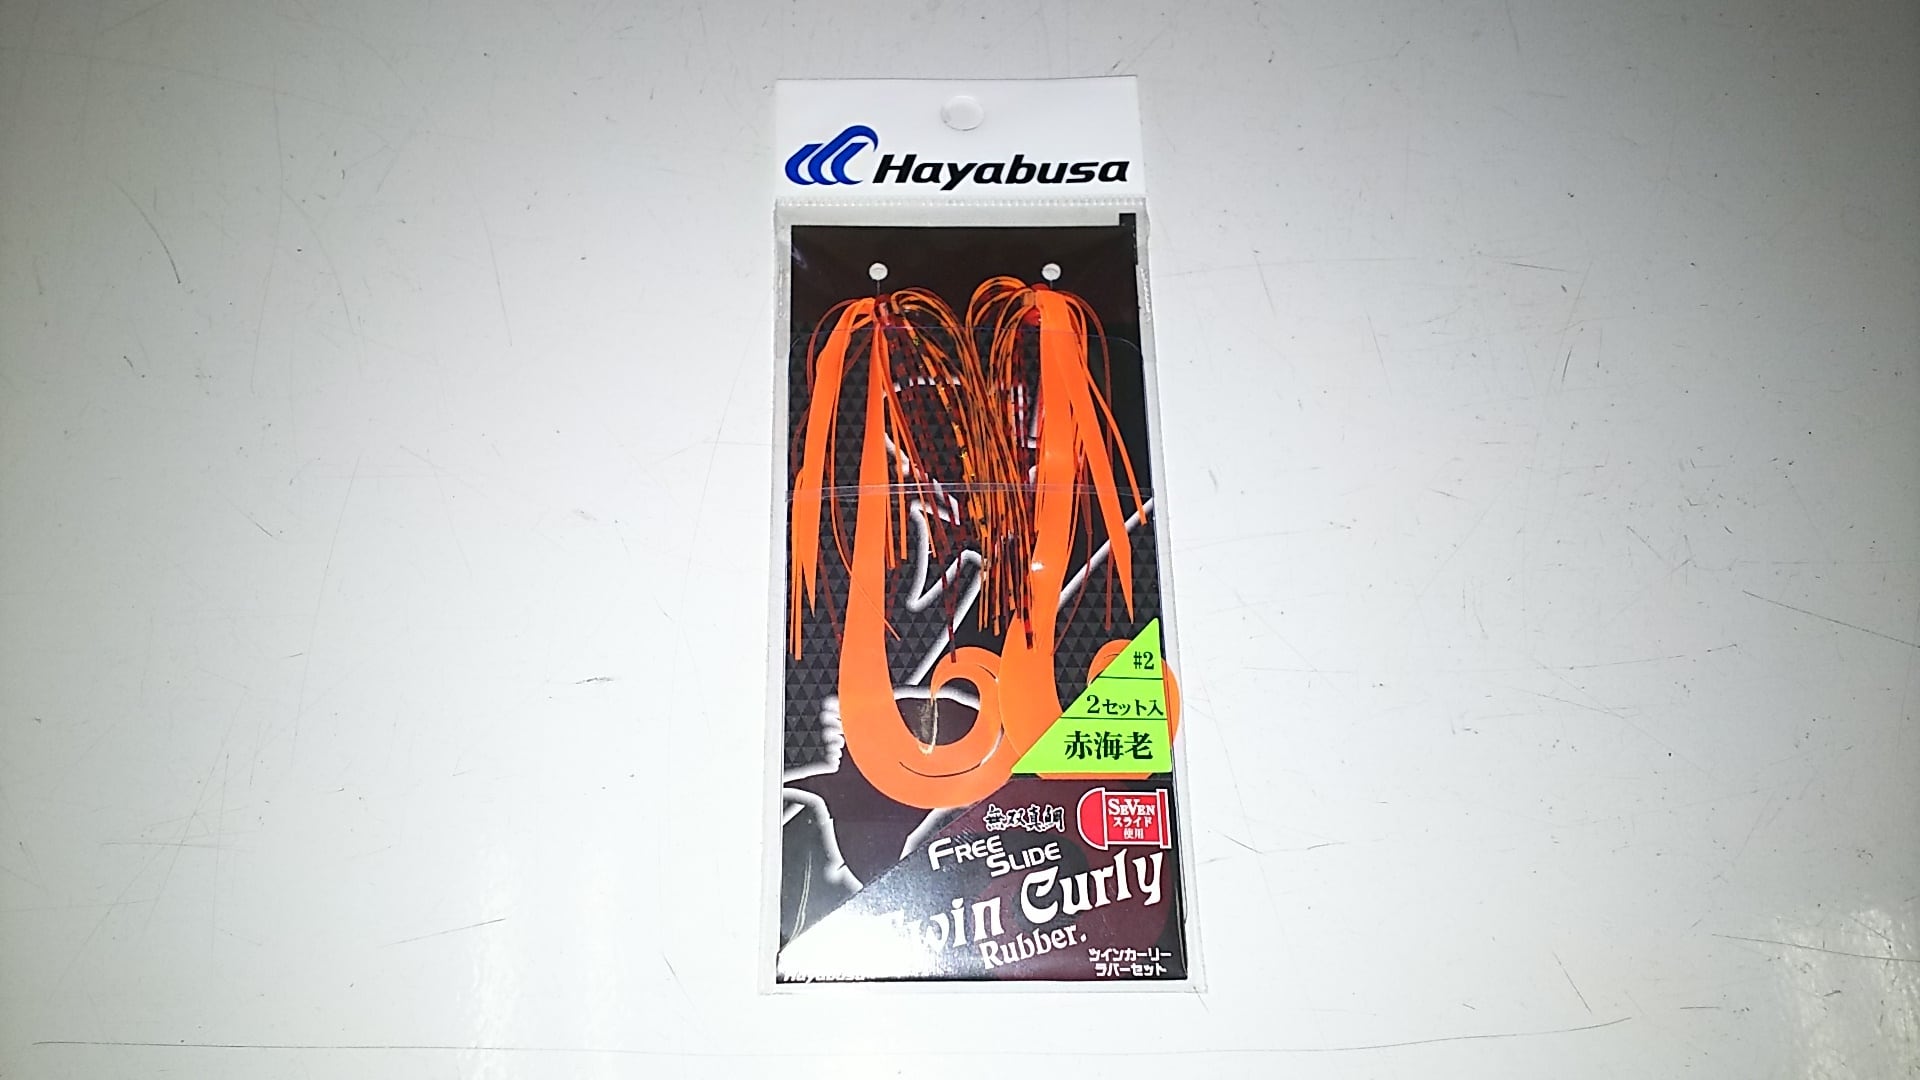 Hayabusa
#2
2セット入
赤海老
無双真鯛
SEVEN
スライド
使用
FREE
SLIDE
Twin Curly
Rubber.
ツインカーリー
ラバーセット
Hayabusa